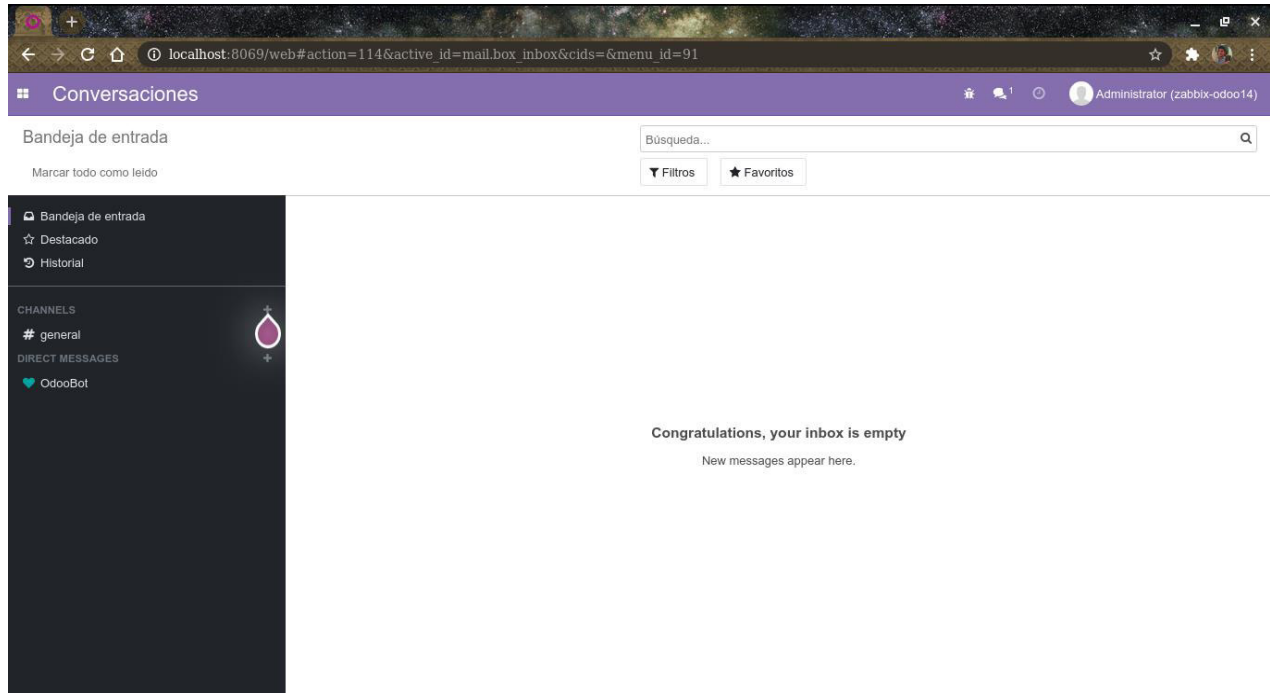 localhost:8069/web#action=114&active_id=mail.box_inbox&cids=&menu_id=91
Conversaciones
1
Administrator (zabbix-odoo14)
Bandeja de entrada
Búsqueda...
Marcar todo como leido
Filtros
Favoritos
Bandeja de entrada
Destacado
Historial
CHANNELS
# general
DIRECT MESSAGES
OdooBot
Congratulations, your inbox is empty
New messages appear here.